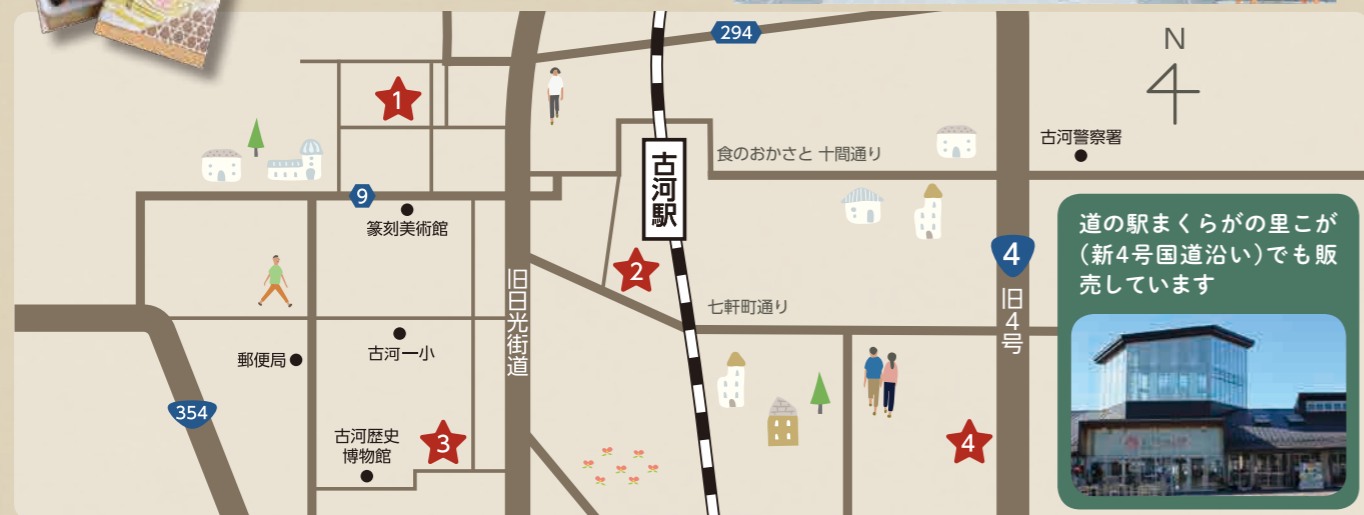 294
N
1
古河警察署
食のおかさと 十間通り
古河駅
9
篆刻美術館
道の駅まくらがの里こが
(新4号国道沿い)でも販
売しています
4
旧4号
2
旧日光街道
七軒町通り
古河一小
郵便局
354
古河歴史
博物館
3
4